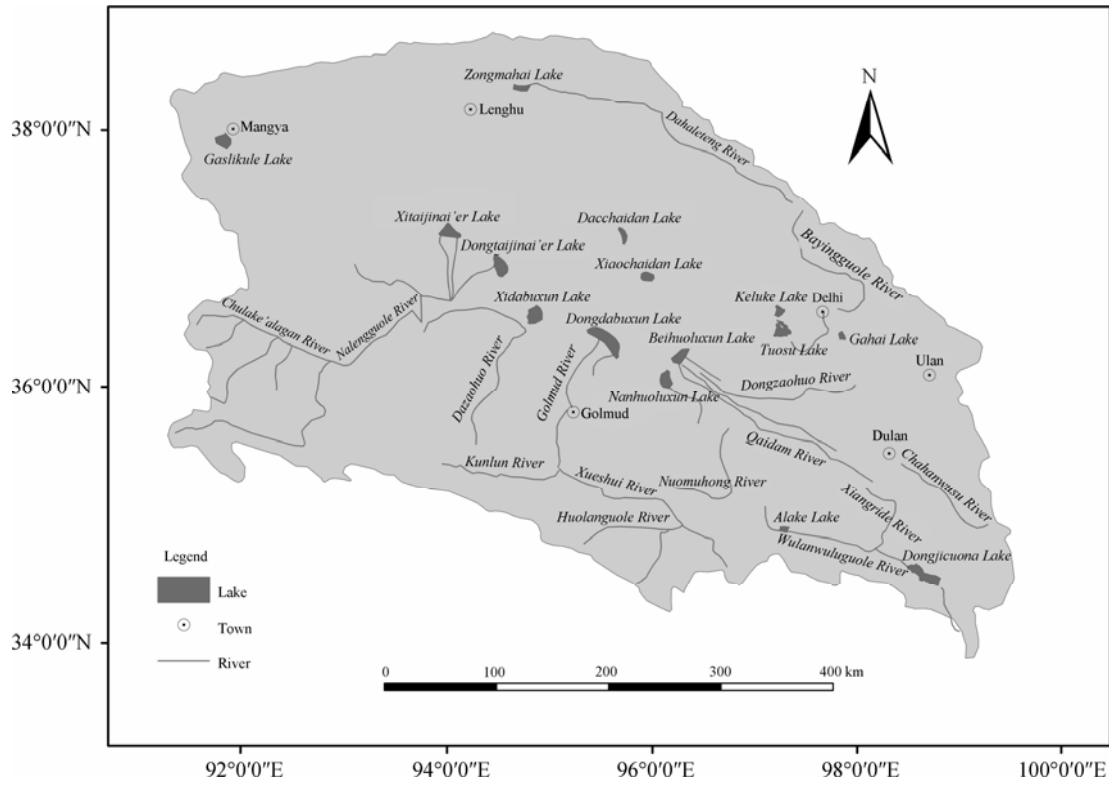 N
Zongmahai Lake
38°0′0″N
Lenghu
Mangya
Gaslikule Lake
Dahaleteng River
Xitaijinai’er Lake
Dacchaidan Lake
Dongtaijinai’er Lake
Bayingguole River
Xiaochaidan Lake
Xidabuxun Lake
Keluke Lake
Delhi
Chulake’alagan River
Nalengguole River
Dongdabuxun Lake
Beihuoluxun Lake
Tuosu Lake
Gahai Lake
Ulan
36°0′0″N
Dazaohuo River
Golmud River
Nanhuoluxun Lake
Dongzaohuo River
Golmud
Qaidam River
Dulan
Kunlun River
Xueshui River
Nuomuhong River
Chahanwusu River
Xiangride River
Huolanguole River
Alake Lake
Wulanwuluguole River
Dongjicuona Lake
Legend
Lake
Town
River
34°0′0″N
0 100 200 300 400 km
92°0′0″E 94°0′0″E 96°0′0″E 98°0′0″E 100°0′0″E